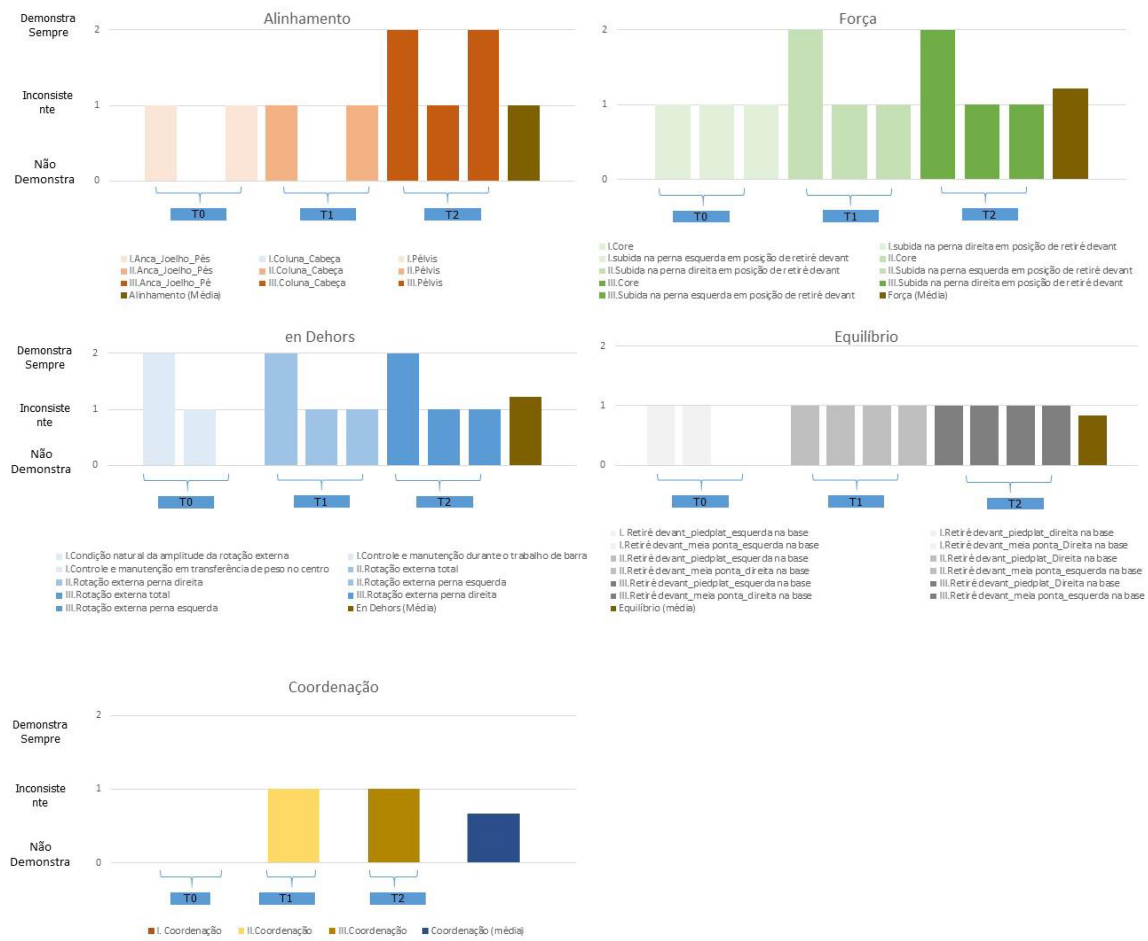 Alinhamento
Demonstra
Sempre
2
Inconsiste
nte
1
Não
Demonstra
0
T0
T1
T2
I.Anca_Joelho_Pés
I.Coluna_Cabeça
I.Pélvis
II.Anca_Joelho_Pés
II.Coluna_Cabeça
II.Pélvis
III.Anca_Joelho_Pé
III.Coluna_Cabeça
III.Pélvis
Alinhamento (Média)
Força
2
1
0
T0
T1
T2
I.Core
I.subida na perna direita em posição de retiré devant
I.subida na perna esquerda em posição de retiré devant
II.Core
II.Subida na perna direita em posição de retiré devant
II.Subida na perna esquerda em posição de retiré devant
III.Core
III.Subida na perna direita em posição de retiré devant
III.Subida na perna esquerda em posição de retiré devant
Força (Média)
en Dehors
Demonstra
Sempre
2
Inconsiste
nte
1
Não
Demonstra
0
T0
T1
T2
I.Condição natural da amplitude da rotação externa
I.Controle e manutenção durante o trabalho de barra
I.Controle e manutenção em transferência de peso no centro
II.Rotação externa total
II.Rotação externa perna direita
II.Rotação externa perna esquerda
III.Rotação externa total
III.Rotação externa perna direita
III.Rotação externa perna esquerda
En Dehors (Média)
Equilíbrio
2
1
0
T0
T1
T2
I. Retiré devant_piedplat_esquerda na base
I.Retiré devant_piedplat_direita na base
I.Retiré devant_meia ponta_esquerda na base
I.Retiré devant_meia ponta_Direita na base
II.Retiré devant_piedplat_esquerda na base
II.Retiré devant_piedplat_Direita na base
II.Retiré devant_meia ponta_direita na base
II.Retiré devant_meia ponta_esquerda na base
III.Retiré devant_piedplat_esquerda na base
III.Retiré devant_piedplat_Direita na base
III.Retiré devant_meia ponta_direita na base
III.Retiré devant_meia ponta_esquerda na base
Equilíbrio (média)
Coordenação
Demonstra
Sempre
2
Inconsiste
nte
1
Não
Demonstra
0
T0
T1
T2
I. Coordenação
II.Coordenação
III.Coordenação
Coordenação (média)